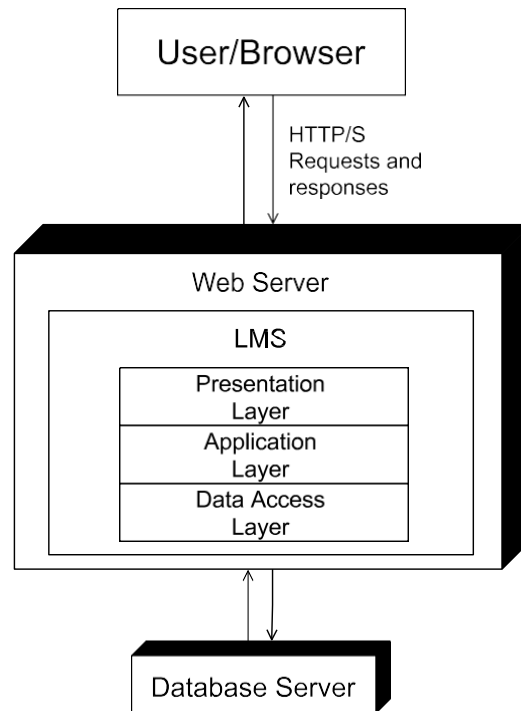 User/Browser
HTTP/S
Requests and
responses
Web Server
LMS
Presentation
Layer
Application
Layer
Data Access
Layer
Database Server